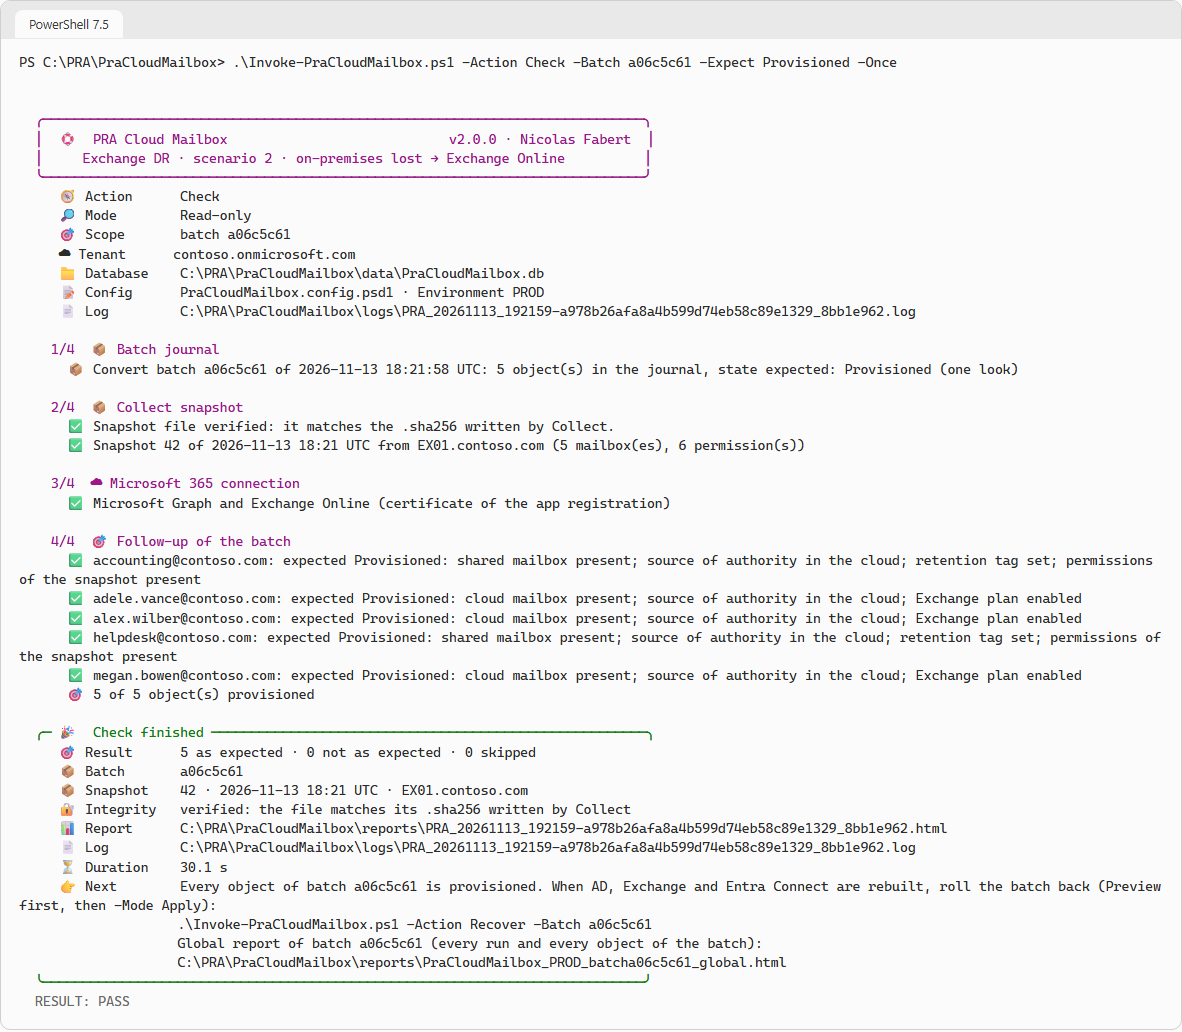 PowerShell 7.5
PS C:\PRA\PraCloudMailbox> .\Invoke-PraCloudMailbox.ps1 -Action Check -Batch a06c5c61 -Expect Provisioned -Once
PRA Cloud Mailbox v2.0.0 · Nicolas Fabert
Exchange DR · scenario 2 · on-premises lost → Exchange Online
Action Check
Mode Read-only
Scope batch a06c5c61
Tenant contoso.onmicrosoft.com
Database C:\PRA\PraCloudMailbox\data\PraCloudMailbox.db
Config PraCloudMailbox.config.psd1 · Environment PROD
Log C:\PRA\PraCloudMailbox\logs\PRA_20261113_192159-a978b26afa8a4b599d74eb58c89e1329_8bb1e962.log
1/4 Batch journal
Convert batch a06c5c61 of 2026-11-13 18:21:58 UTC: 5 object(s) in the journal, state expected: Provisioned (one look)
2/4 Collect snapshot
Snapshot file verified: it matches the .sha256 written by Collect.
Snapshot 42 of 2026-11-13 18:21 UTC from EX01.contoso.com (5 mailbox(es), 6 permission(s))
3/4 Microsoft 365 connection
Microsoft Graph and Exchange Online (certificate of the app registration)
4/4 Follow-up of the batch
accounting@contoso.com: expected Provisioned: shared mailbox present; source of authority in the cloud; retention tag set; permissions
of the snapshot present
adele.vance@contoso.com: expected Provisioned: cloud mailbox present; source of authority in the cloud; Exchange plan enabled
alex.wilber@contoso.com: expected Provisioned: cloud mailbox present; source of authority in the cloud; Exchange plan enabled
helpdesk@contoso.com: expected Provisioned: shared mailbox present; source of authority in the cloud; retention tag set; permissions of
the snapshot present
megan.bowen@contoso.com: expected Provisioned: cloud mailbox present; source of authority in the cloud; Exchange plan enabled
5 of 5 object(s) provisioned
Check finished
Result 5 as expected · 0 not as expected · 0 skipped
Batch a06c5c61
Snapshot 42 · 2026-11-13 18:21 UTC · EX01.contoso.com
Integrity verified: the file matches its .sha256 written by Collect
Report C:\PRA\PraCloudMailbox\reports\PRA_20261113_192159-a978b26afa8a4b599d74eb58c89e1329_8bb1e962.html
Log C:\PRA\PraCloudMailbox\logs\PRA_20261113_192159-a978b26afa8a4b599d74eb58c89e1329_8bb1e962.log
Duration 30.1 s
Next Every object of batch a06c5c61 is provisioned. When AD, Exchange and Entra Connect are rebuilt, roll the batch back (Preview
first, then -Mode Apply):
.\Invoke-PraCloudMailbox.ps1 -Action Recover -Batch a06c5c61
Global report of batch a06c5c61 (every run and every object of the batch):
C:\PRA\PraCloudMailbox\reports\PraCloudMailbox_PROD_batcha06c5c61_global.html
RESULT: PASS